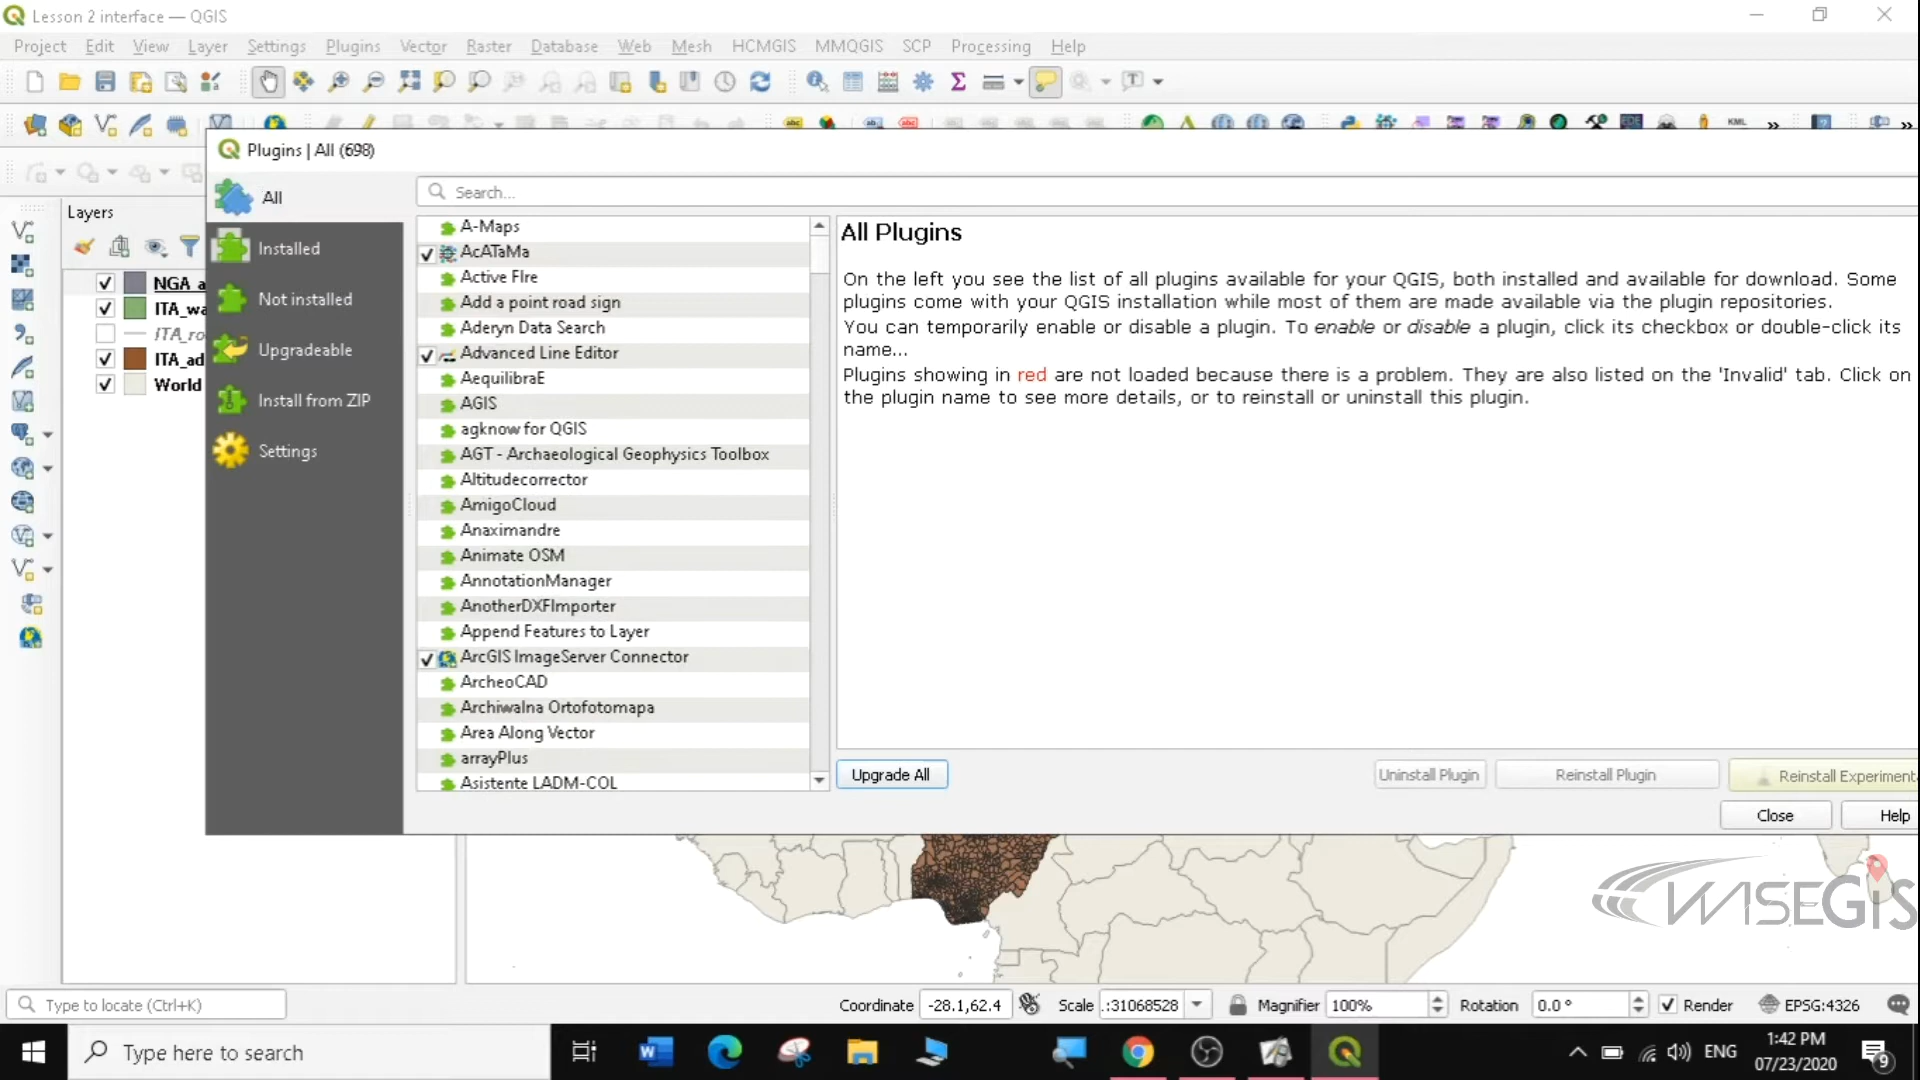 Lesson 2 interface — QGIS
Project Edit View Layer Settings Plugins Vector Raster Database Web Mesh HCMGIS MMQGIS SCP Processing Help
Plugins | All (698)
All
Search...
Layers
Installed
Not installed
Upgradeable
Install from ZIP
Settings
NGA_a
ITA_wa
ITA_ro
ITA_ad
World
A-Maps
AcATaMa
Active FIre
Add a point road sign
Aderyn Data Search
Advanced Line Editor
AequilibraE
AGIS
agknow for QGIS
AGT - Archaeological Geophysics Toolbox
Altitudecorrector
AmigoCloud
Anaximandre
Animate OSM
AnnotationManager
AnotherDXFImporter
Append Features to Layer
ArcGIS ImageServer Connector
ArcheoCAD
Archiwalna Ortofotomapa
Area Along Vector
arrayPlus
Asistente LADM-COL
All Plugins
On the left you see the list of all plugins available for your QGIS, both installed and available for download. Some
plugins come with your QGIS installation while most of them are made available via the plugin repositories.
You can temporarily enable or disable a plugin. To enable or disable a plugin, click its checkbox or double-click its
name...
Plugins showing in red are not loaded because there is a problem. They are also listed on the 'Invalid' tab. Click on
the plugin name to see more details, or to reinstall or uninstall this plugin.
Upgrade All
Uninstall Plugin
Reinstall Plugin
Reinstall Experiment
Close
Help
WISEGIS
Type to locate (Ctrl+K)
Coordinate -28.1,62.4 Scale .:31068528 Magnifier 100% Rotation 0.0 ° Render EPSG:4326
Type here to search
ENG
1:42 PM
07/23/2020
9